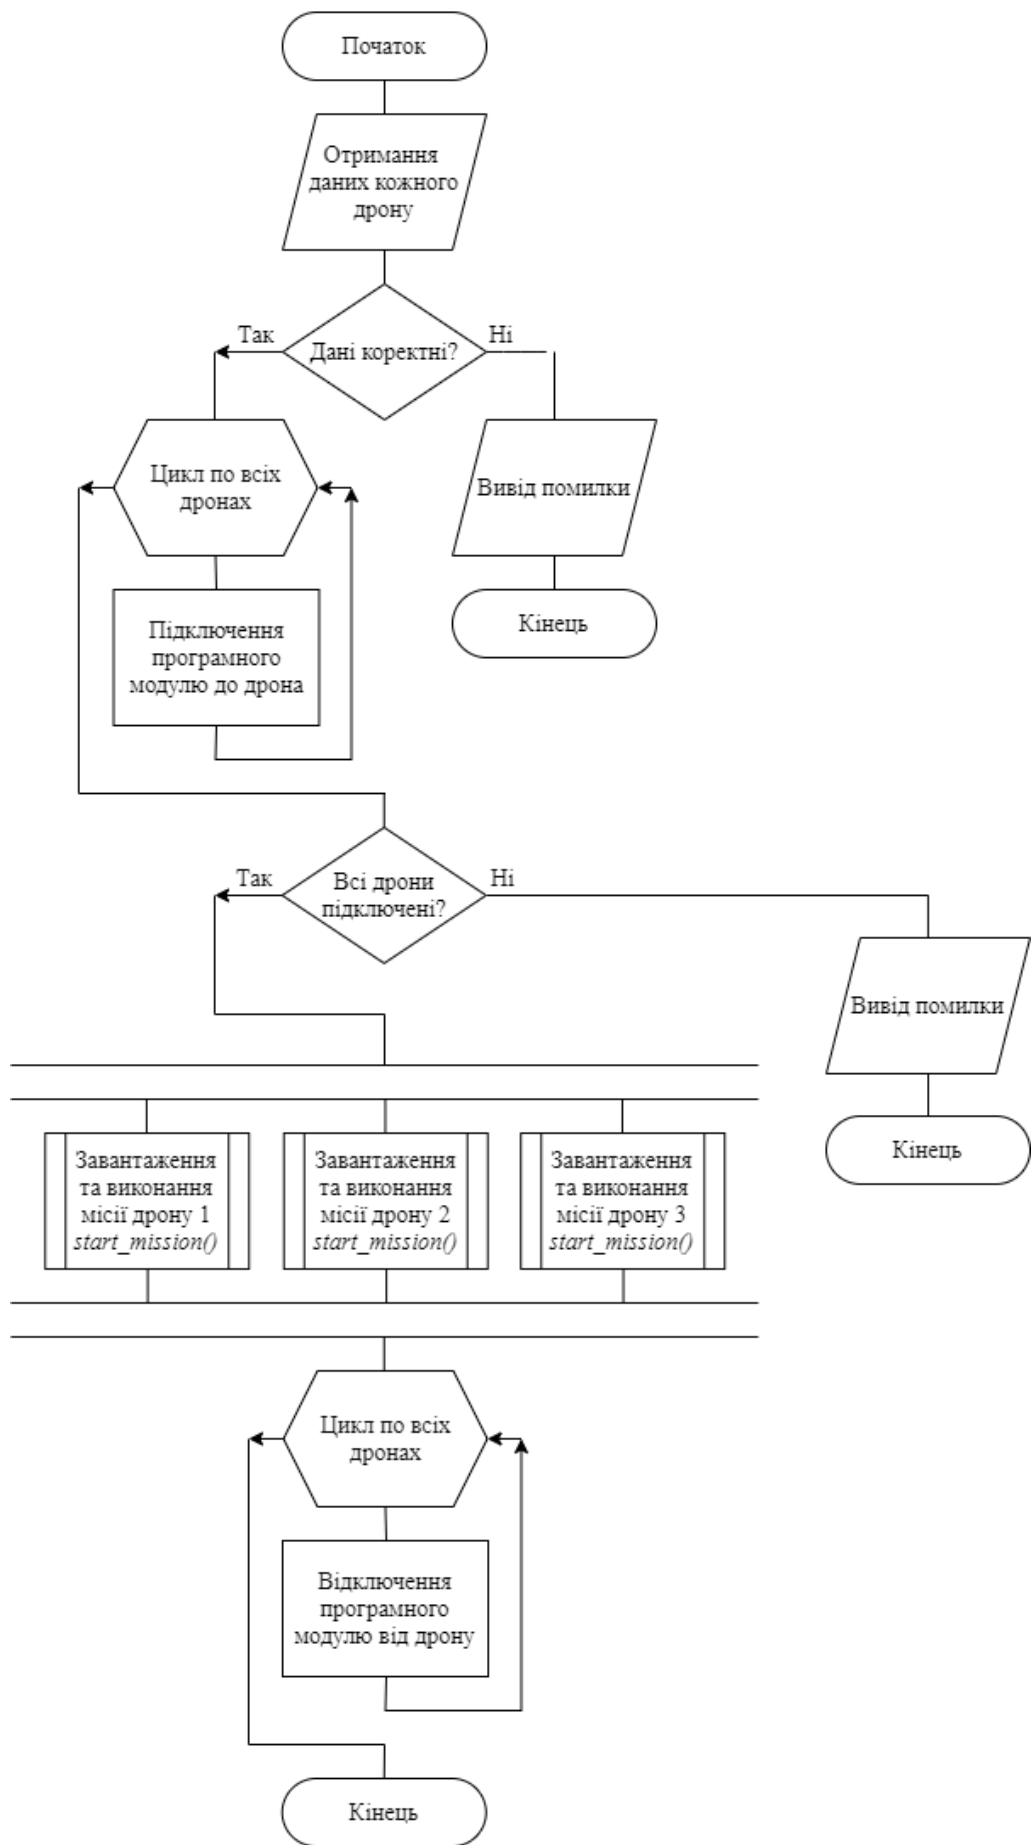 Початок
Отримання
даних кожного
дрону
Так
Ні
Дані коректні?
Цикл по всіх
дронах
Вивід помилки
Підключення
програмного
модулю до дрона
Кінець
Так
Ні
Всі дрони
підключені?
Вивід помилки
Кінець
Завантаження
та виконання
місії дрону 1
start_mission()
Завантаження
та виконання
місії дрону 2
start_mission()
Завантаження
та виконання
місії дрону 3
start_mission()
Цикл по всіх
дронах
Відключення
програмного
модулю від дрону
Кінець